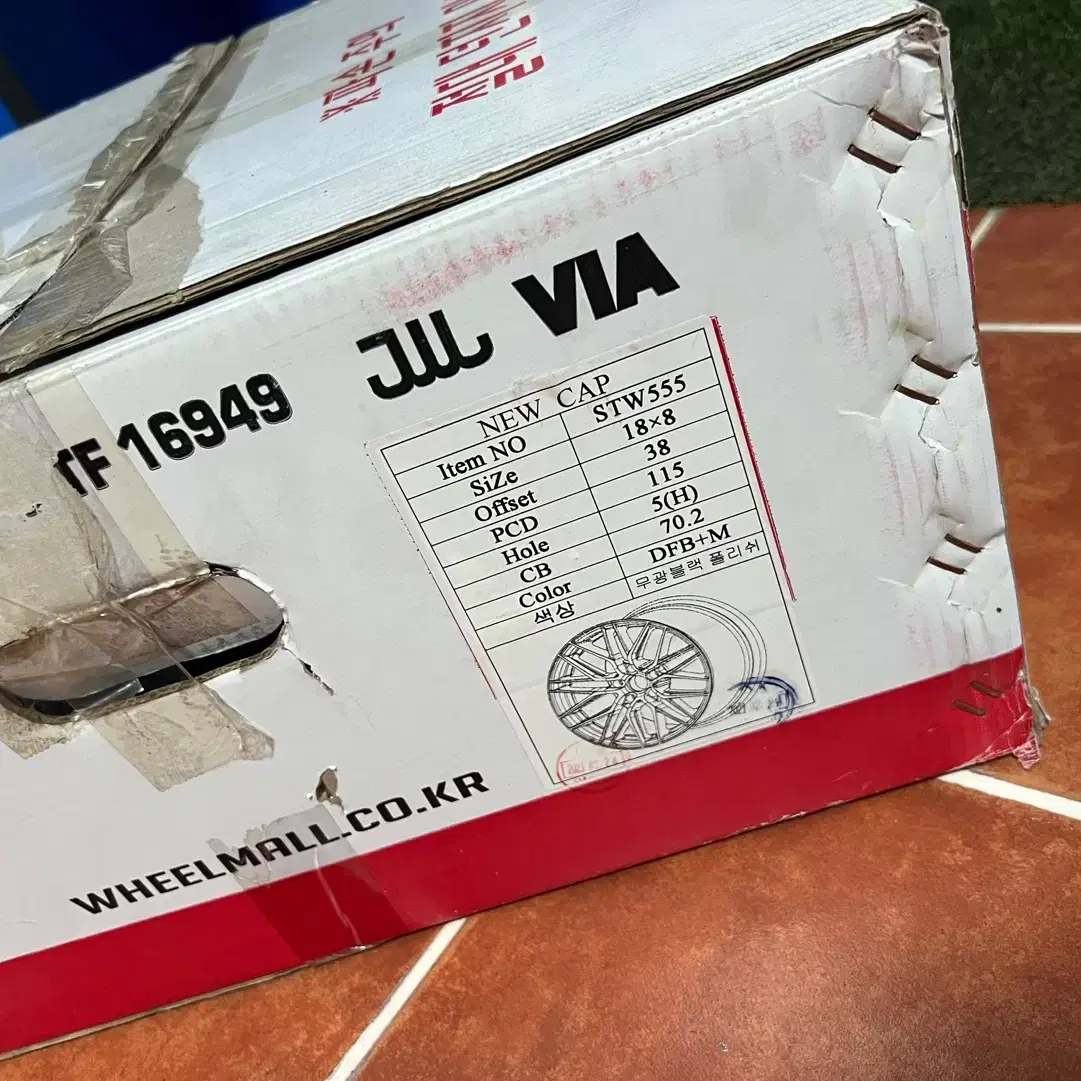 JWL VIA
TF 16949
NEW CAP
Item NO STW555
SiZe 18×8
Offset 38
PCD 115
Hole 5(H)
CB 70.2
Color DFB+M
색상 무광블랙 폴리쉬
WHEELMALL.CO.KR